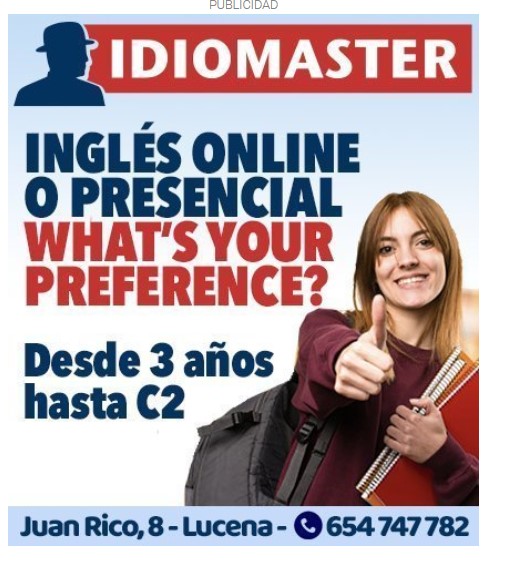 PUBLICIDAD
IDIOMASTER
INGLÉS ONLINE
O PRESENCIAL
WHAT'S YOUR
PREFERENCE?
Desde 3 años
hasta C2
Juan Rico, 8 - Lucena - 654 747 782